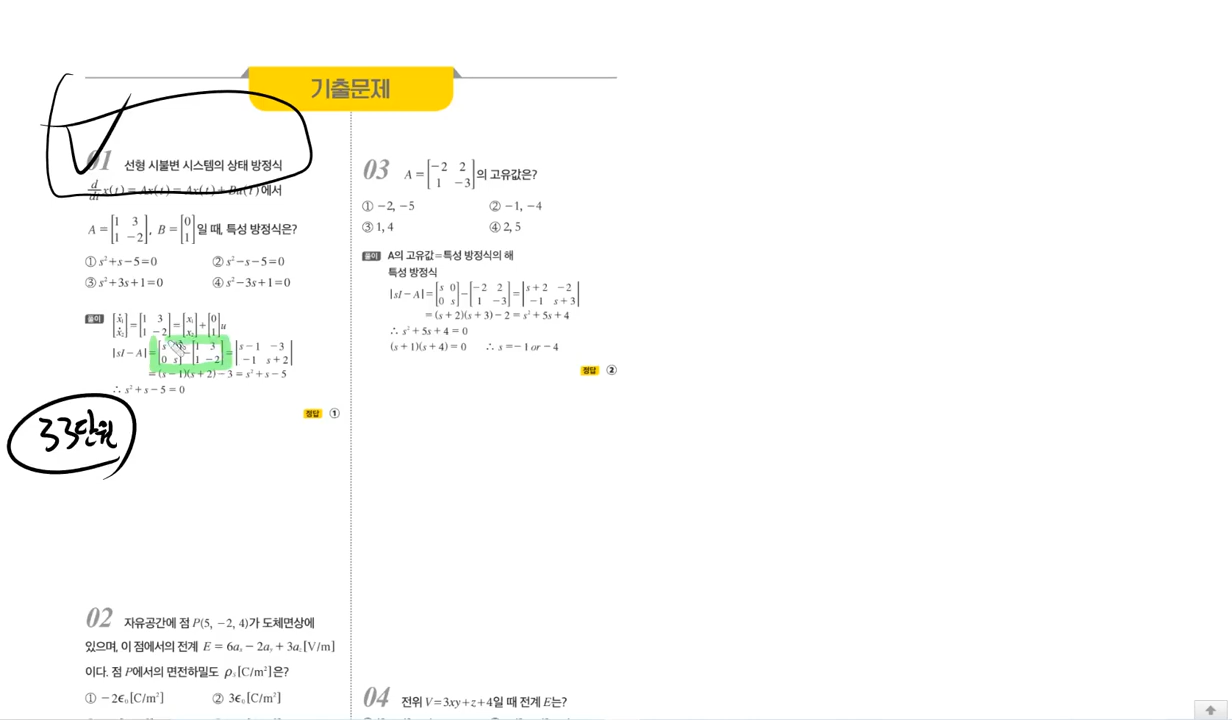 기출문제
01 선형 시불변 시스템의 상태 방정식
d/dt x(t) = Ax(t) = Ax(t) + Bu(t)에서
A = [1 3; 1 −2], B = [0; 1]일 때, 특성 방정식은?
① s²+s−5=0 ② s²−s−5=0
③ s²+3s+1=0 ④ s²−3s+1=0
풀이 [ẋ₁; ẋ₂] = [1 3; 1 −2] = [x₁; x₂] + [0; 1]u
|sI−A| = [s 0; 0 s] − [1 3; 1 −2] = |s−1 −3; −1 s+2|
= (s−1)(s+2)−3 = s²+s−5
∴ s²+s−5=0
정답 ①
33단원
02 자유공간에 점 P(5, −2, 4)가 도체면상에
있으며, 이 점에서의 전계 E = 6aₓ − 2aᵧ + 3a_z[V/m]
이다. 점 P에서의 면전하밀도 ρₛ[C/m²]은?
① −2ϵ₀[C/m²] ② 3ϵ₀[C/m²]
03 A = [−2 2; 1 −3]의 고유값은?
① −2, −5 ② −1, −4
③ 1, 4 ④ 2, 5
풀이 A의 고유값=특성 방정식의 해
특성 방정식
|sI−A| = [s 0; 0 s] − [−2 2; 1 −3] = |s+2 −2; −1 s+3|
= (s+2)(s+3)−2 = s²+5s+4
∴ s²+5s+4=0
(s+1)(s+4)=0 ∴ s=−1 or −4
정답 ②
04 전위 V=3xy+z+4일 때 전계 E는?